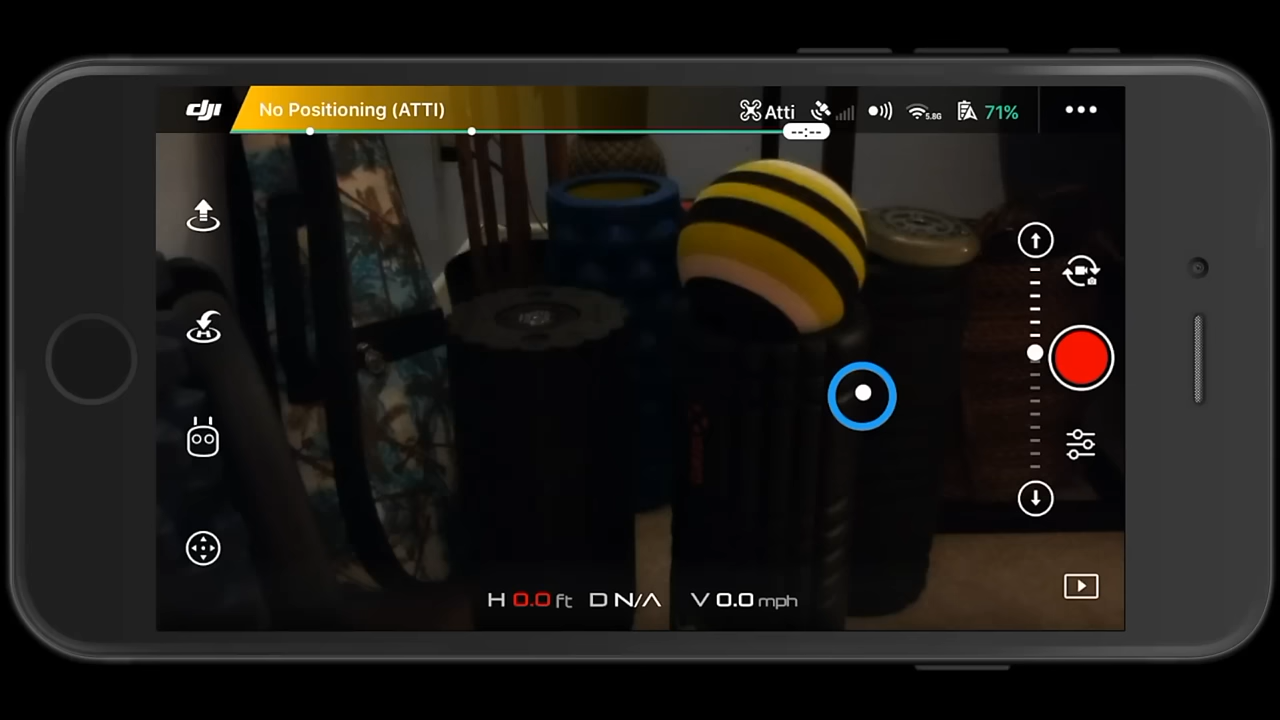 dji No Positioning (ATTI) Atti 5.8G 71%
--:--
H 0.0 ft D N/A V 0.0 mph